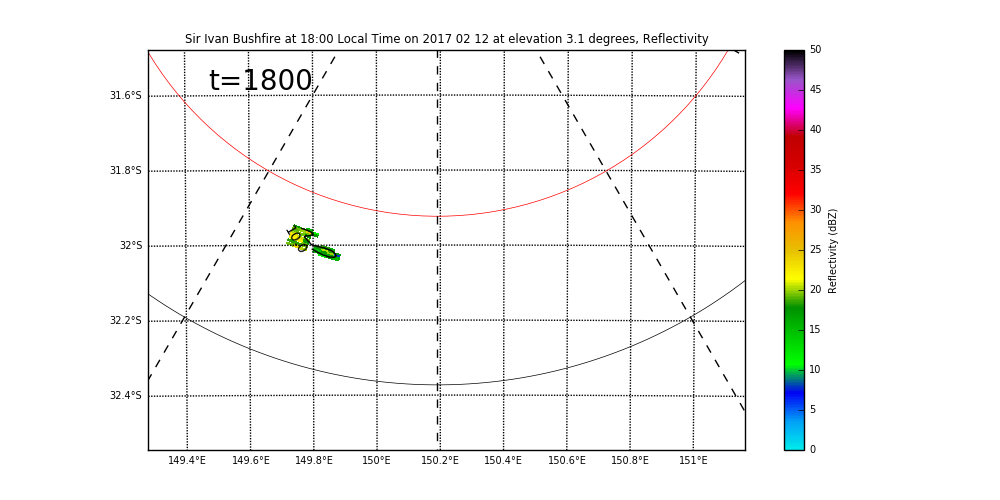 Sir Ivan Bushfire at 18:00 Local Time on 2017 02 12 at elevation 3.1 degrees, Reflectivity
t=1800
31.6°S
31.8°S
32°S
32.2°S
32.4°S
149.4°E 149.6°E 149.8°E 150°E 150.2°E 150.4°E 150.6°E 150.8°E 151°E
50
45
40
35
30
25
20
15
10
5
0
Reflectivity (dBZ)